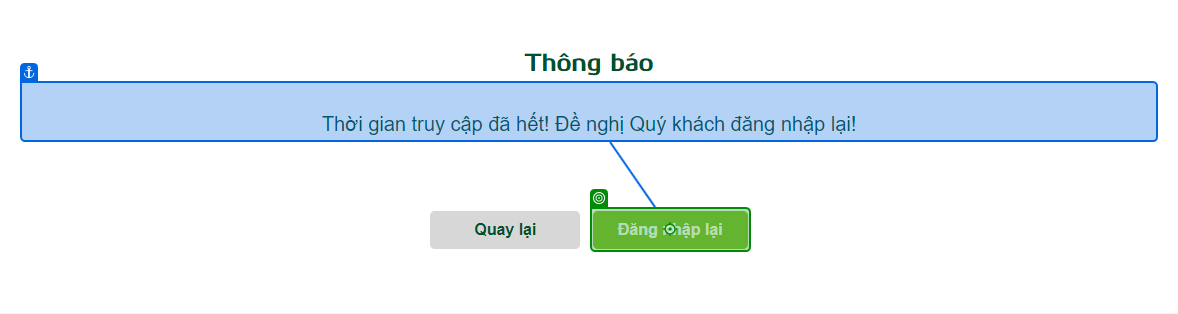 Thông báo
Thời gian truy cập đã hết! Đề nghị Quý khách đăng nhập lại!
Quay lại
Đăng nhập lại